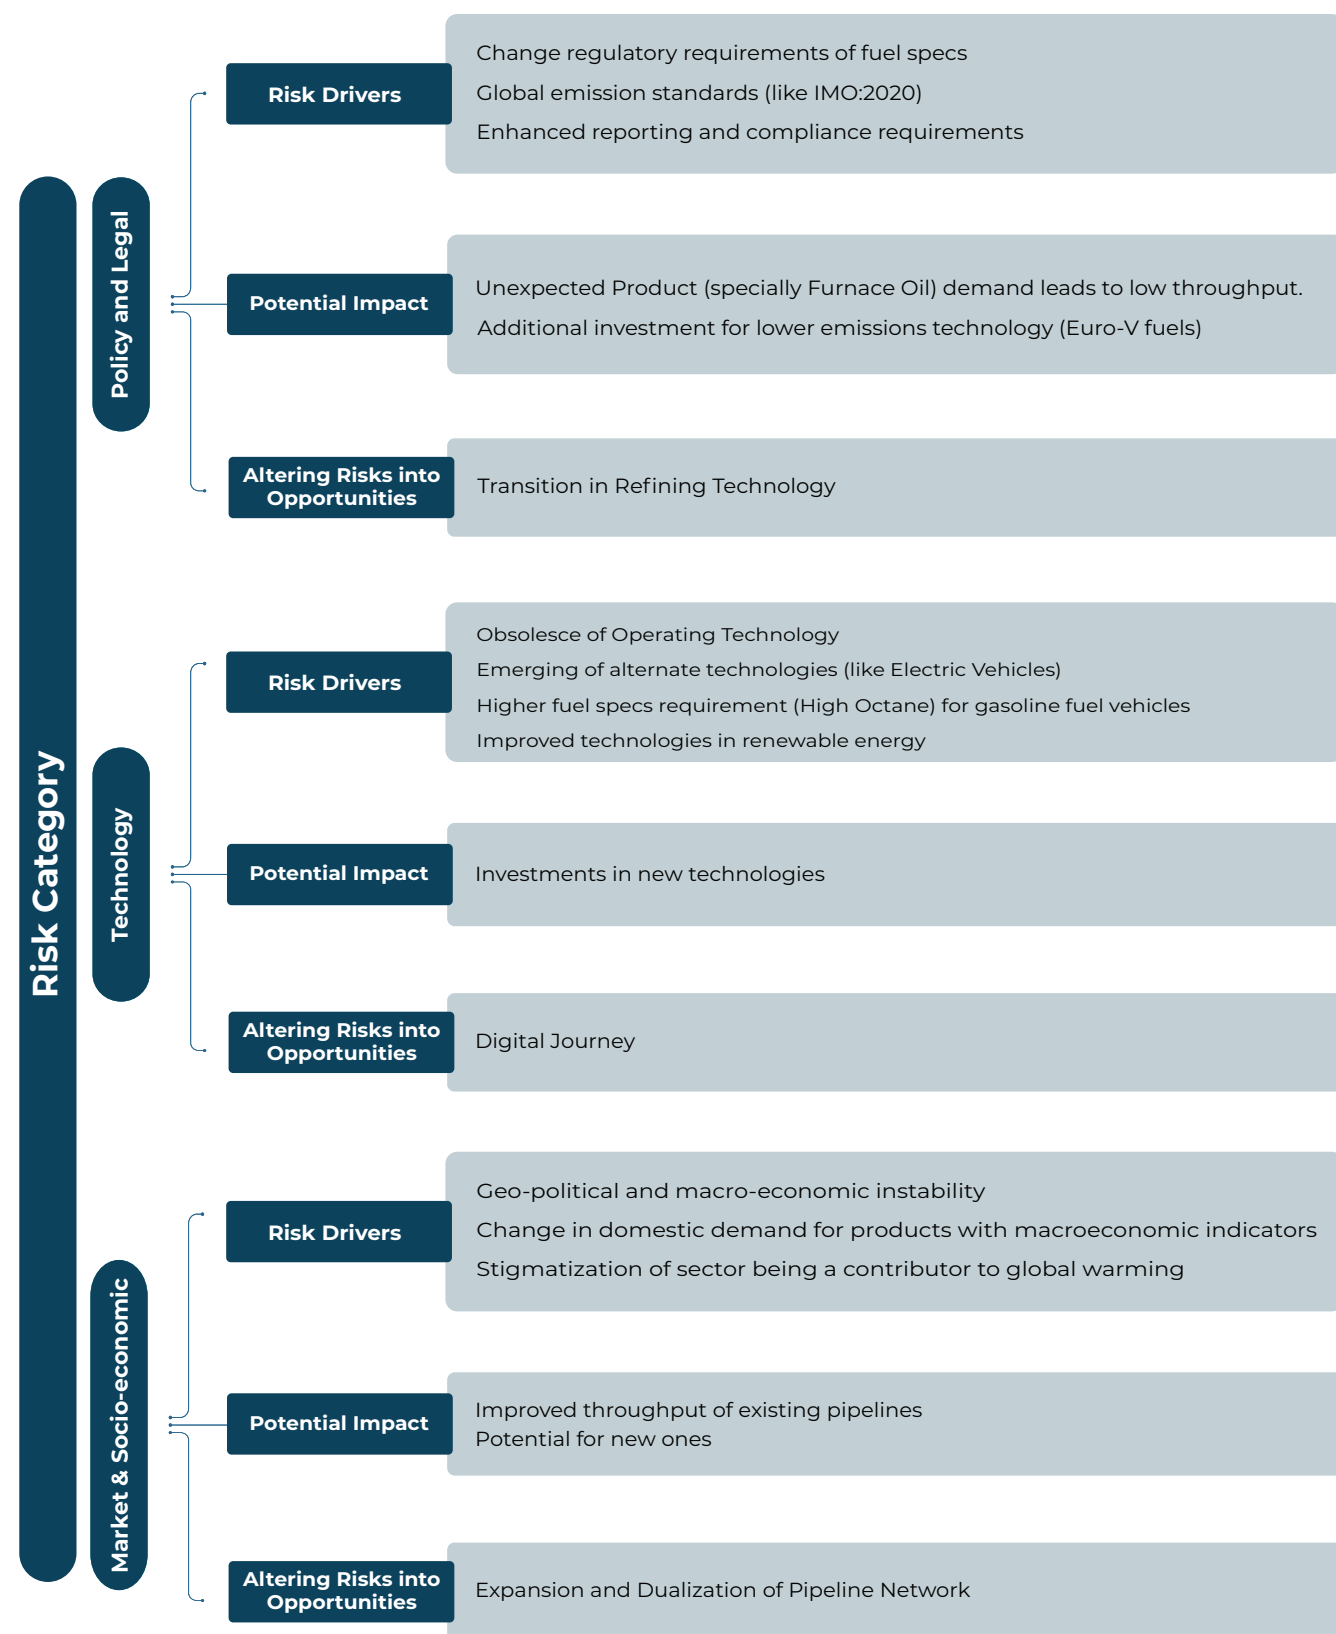 Risk Category
Policy and Legal
Risk Drivers
Change regulatory requirements of fuel specs
Global emission standards (like IMO:2020)
Enhanced reporting and compliance requirements
Potential Impact
Unexpected Product (specially Furnace Oil) demand leads to low throughput.
Additional investment for lower emissions technology (Euro-V fuels)
Altering Risks into
Opportunities
Transition in Refining Technology
Technology
Risk Drivers
Obsolesce of Operating Technology
Emerging of alternate technologies (like Electric Vehicles)
Higher fuel specs requirement (High Octane) for gasoline fuel vehicles
Improved technologies in renewable energy
Potential Impact
Investments in new technologies
Altering Risks into
Opportunities
Digital Journey
Market & Socio-economic
Risk Drivers
Geo-political and macro-economic instability
Change in domestic demand for products with macroeconomic indicators
Stigmatization of sector being a contributor to global warming
Potential Impact
Improved throughput of existing pipelines
Potential for new ones
Altering Risks into
Opportunities
Expansion and Dualization of Pipeline Network